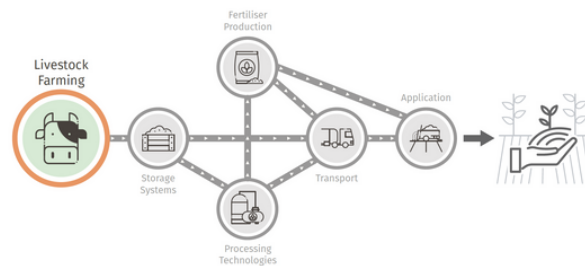 Fertiliser
Production
Livestock
Farming
Application
Storage
Systems
Transport
Processing
Technologies